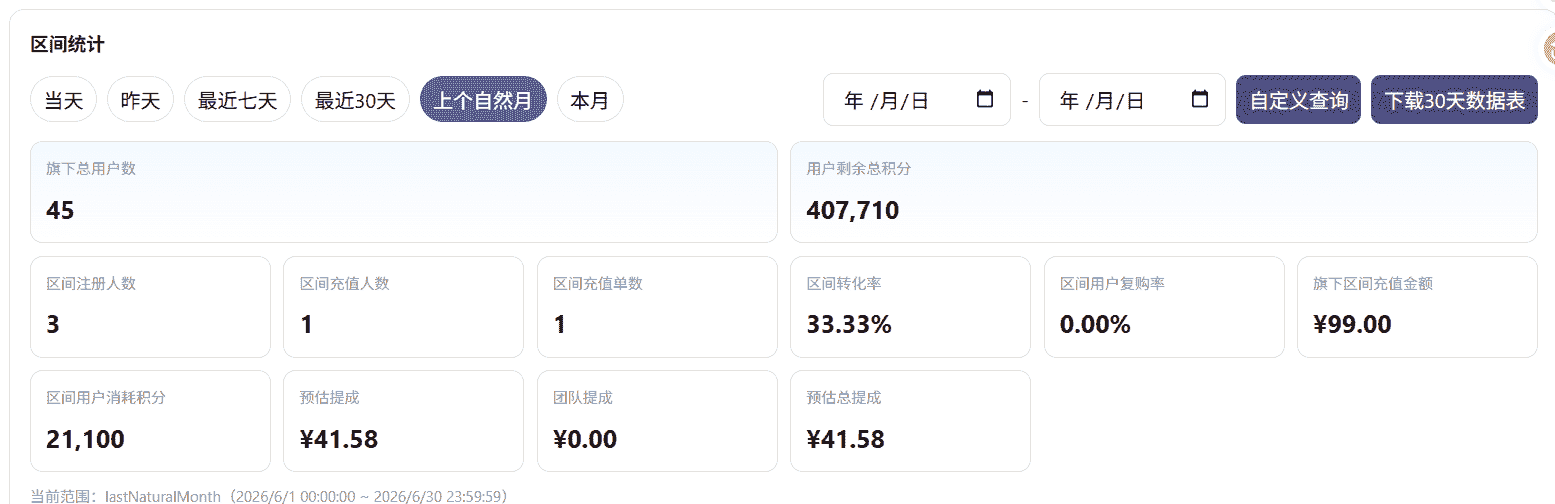 区间统计
当天 昨天 最近七天 最近30天 上个自然月 本月 年 /月/日 - 年 /月/日 自定义查询 下载30天数据表
旗下总用户数 用户剩余总积分
45 407,710
区间注册人数 区间充值人数 区间充值单数 区间转化率 区间用户复购率 旗下区间充值金额
3 1 1 33.33% 0.00% ¥99.00
区间用户消耗积分 预估提成 团队提成 预估总提成
21,100 ¥41.58 ¥0.00 ¥41.58
当前范围：lastNaturalMonth（2026/6/1 00:00:00 ~ 2026/6/30 23:59:59）